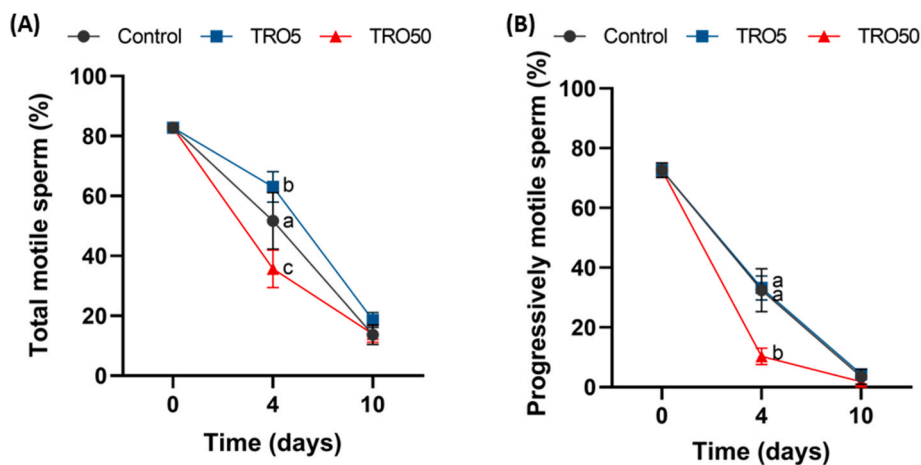 (A)
Control TRO5 TRO50
Total motile sperm (%)
100
80
60
40
20
0
b
a
c
0 4 10
Time (days)
(B)
Control TRO5 TRO50
Progressively motile sperm (%)
100
80
60
40
20
0
a
a
b
0 4 10
Time (days)